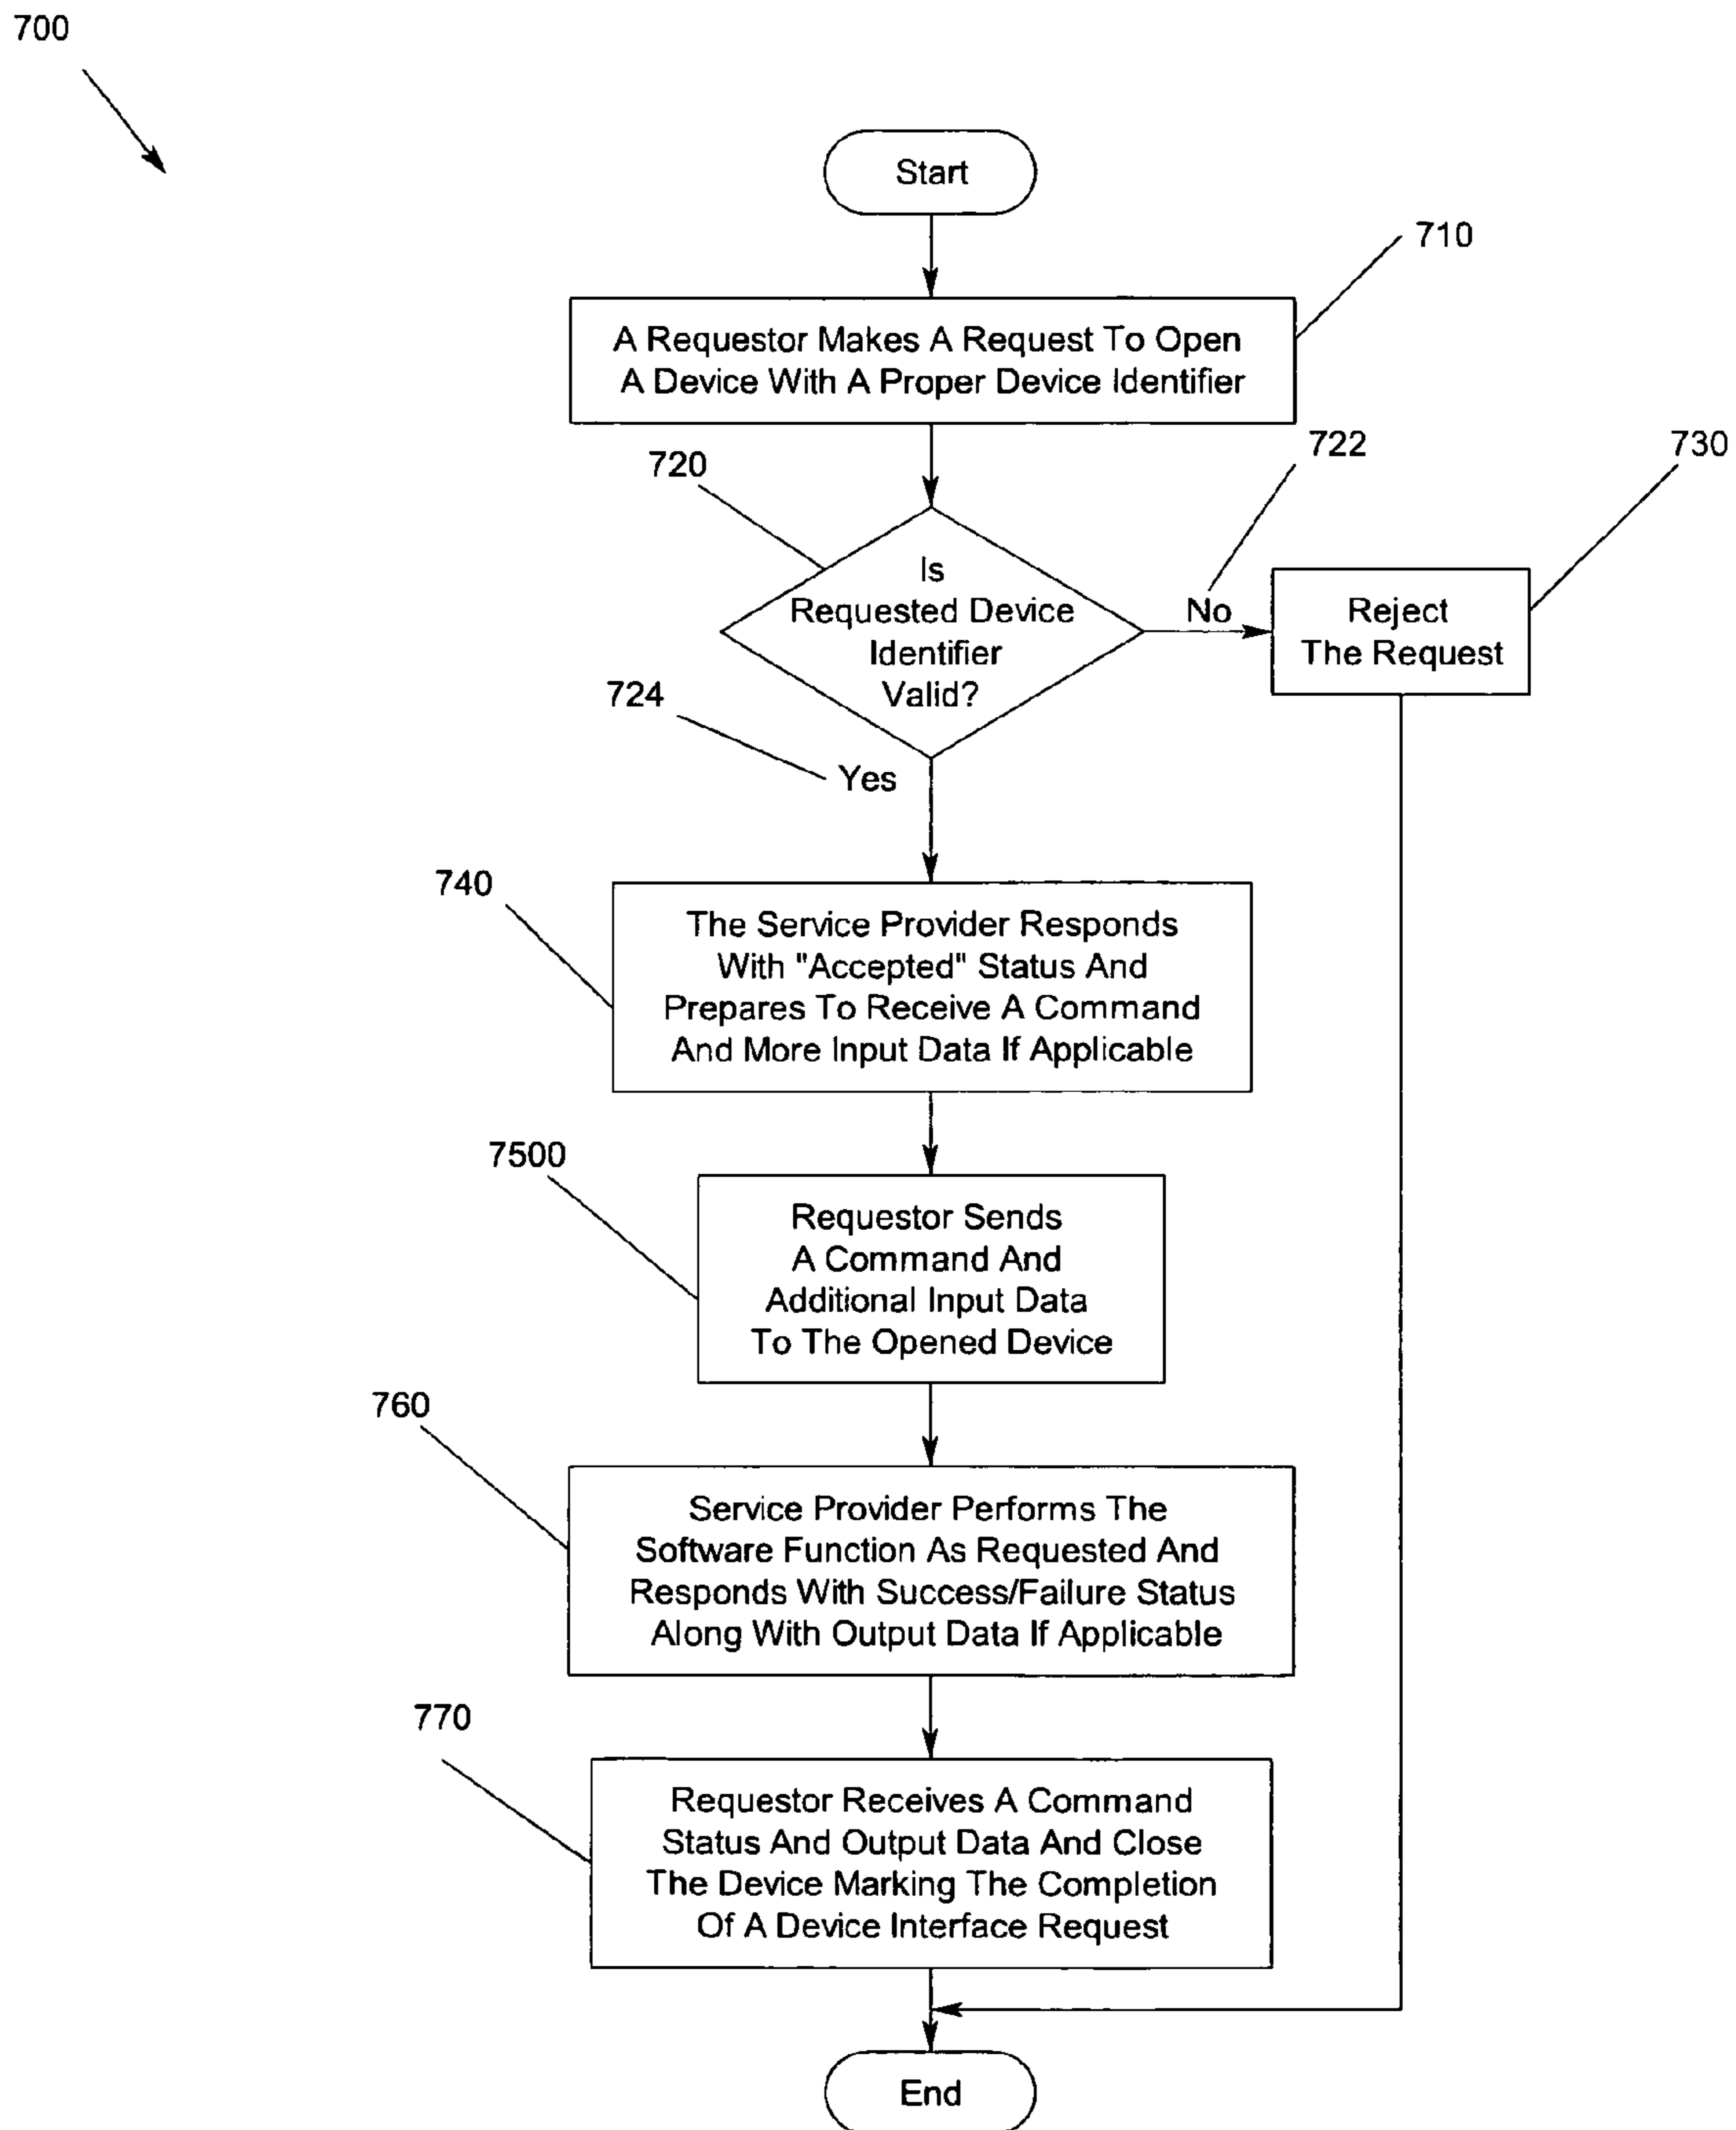 700
Start
710
A Requestor Makes A Request To Open
A Device With A Proper Device Identifier
720
722
730
Is
Requested Device
Identifier
Valid?
No
Reject
The Request
724
Yes
740
The Service Provider Responds
With "Accepted" Status And
Prepares To Receive A Command
And More Input Data If Applicable
7500
Requestor Sends
A Command And
Additional Input Data
To The Opened Device
760
Service Provider Performs The
Software Function As Requested And
Responds With Success/Failure Status
Along With Output Data If Applicable
770
Requestor Receives A Command
Status And Output Data And Close
The Device Marking The Completion
Of A Device Interface Request
End